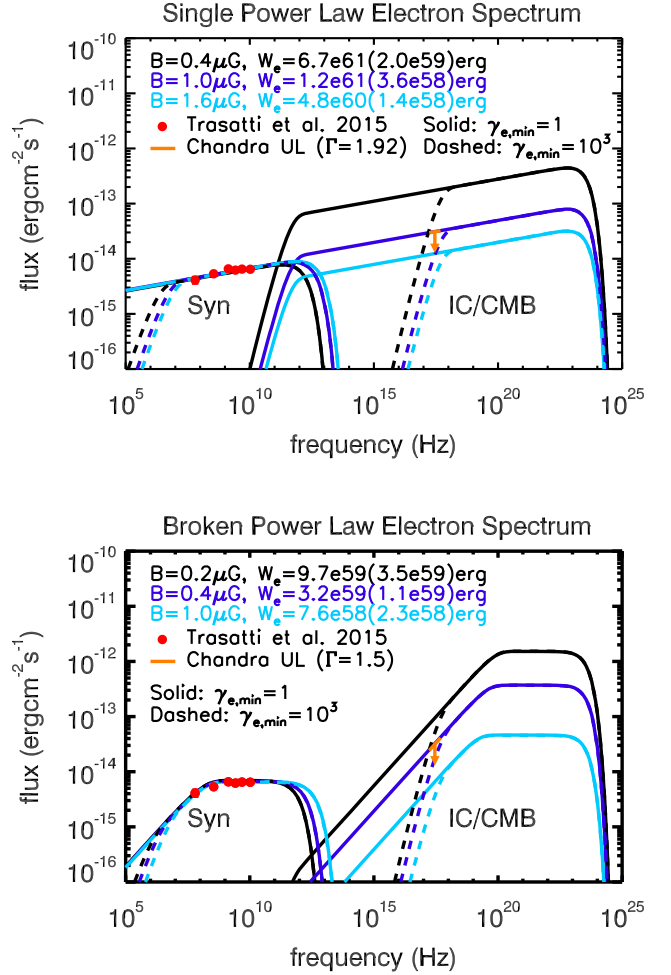 Single Power Law Electron Spectrum
10⁻¹⁰
10⁻¹¹
10⁻¹²
10⁻¹³
10⁻¹⁴
10⁻¹⁵
10⁻¹⁶
flux (ergcm⁻²s⁻¹)
B=0.4μG, Wₑ=6.7e61(2.0e59)erg
B=1.0μG, Wₑ=1.2e61(3.6e58)erg
B=1.6μG, Wₑ=4.8e60(1.4e58)erg
Trasatti et al. 2015 Solid: γe,min=1
Chandra UL (Γ=1.92) Dashed: γe,min=10³
Syn IC/CMB
10⁵ 10¹⁰ 10¹⁵ 10²⁰ 10²⁵
frequency (Hz)
Broken Power Law Electron Spectrum
10⁻¹⁰
10⁻¹¹
10⁻¹²
10⁻¹³
10⁻¹⁴
10⁻¹⁵
10⁻¹⁶
flux (ergcm⁻²s⁻¹)
B=0.2μG, Wₑ=9.7e59(3.5e59)erg
B=0.4μG, Wₑ=3.2e59(1.1e59)erg
B=1.0μG, Wₑ=7.6e58(2.3e58)erg
Trasatti et al. 2015
Chandra UL (Γ=1.5)
Solid: γe,min=1
Dashed: γe,min=10³
Syn IC/CMB
10⁵ 10¹⁰ 10¹⁵ 10²⁰ 10²⁵
frequency (Hz)